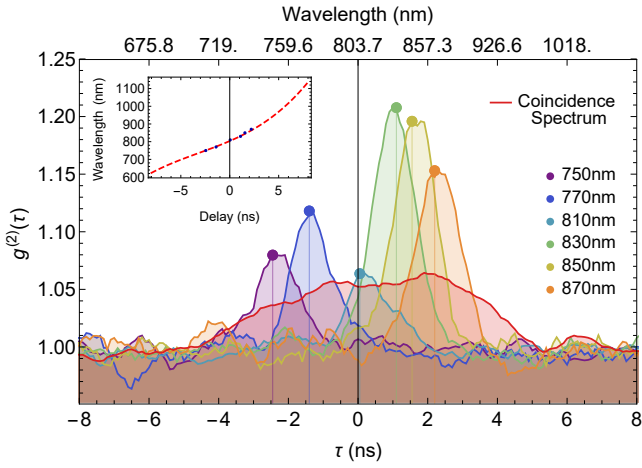 Wavelength (nm)
675.8 719. 759.6 803.7 857.3 926.6 1018.
1.25
1.20
1.15
1.10
1.05
1.00
g(2)(τ)
1100
1000
900
800
700
600
Wavelength (nm)
−5 0 5
Delay (ns)
Coincidence
Spectrum
750nm
770nm
810nm
830nm
850nm
870nm
−8 −6 −4 −2 0 2 4 6 8
τ (ns)